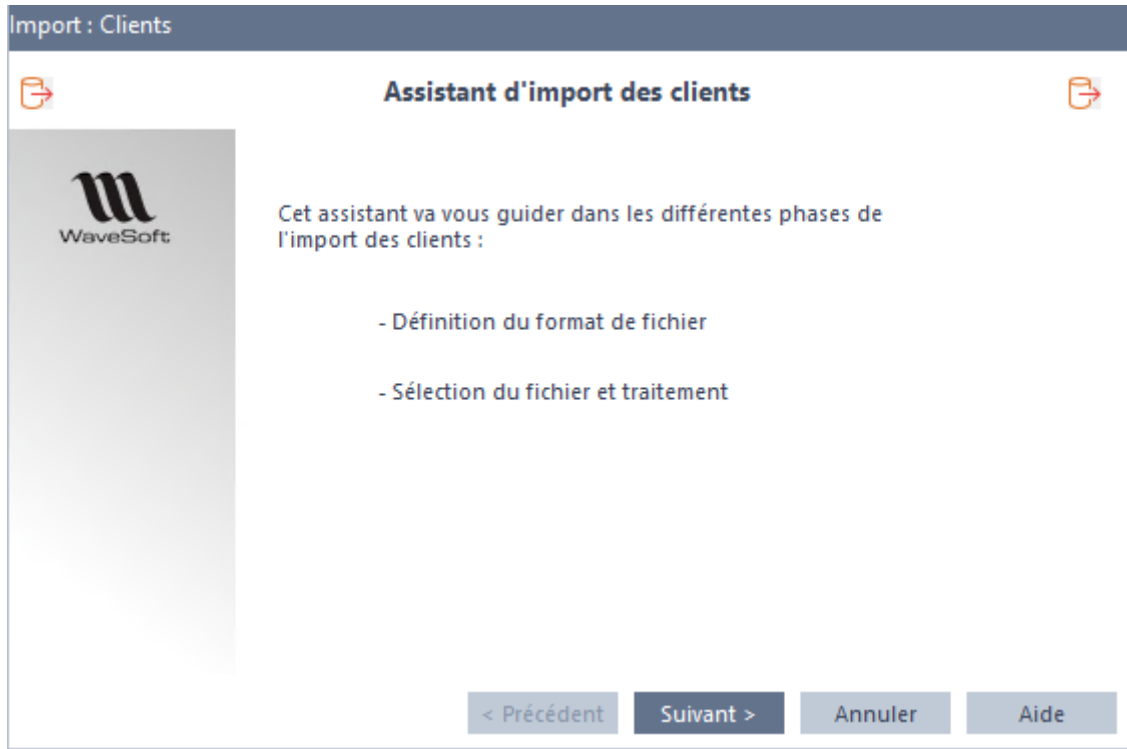 Import : Clients
Assistant d'import des clients
WaveSoft
Cet assistant va vous guider dans les différentes phases de
l'import des clients :
- Définition du format de fichier
- Sélection du fichier et traitement
< Précédent
Suivant >
Annuler
Aide